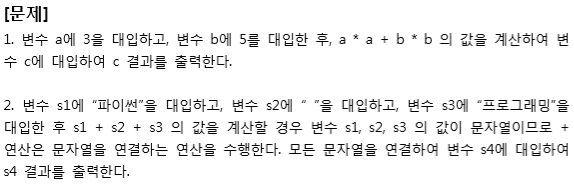 [문제]
1. 변수 a에 3을 대입하고, 변수 b에 5를 대입한 후, a * a + b * b 의 값을 계산하여 변
수 c에 대입하여 c 결과를 출력한다.
2. 변수 s1에 “파이썬”을 대입하고, 변수 s2에 “ ”을 대입하고, 변수 s3에 “프로그래밍”을
대입한 후 s1 + s2 + s3 의 값을 계산할 경우 변수 s1, s2, s3 의 값이 문자열이므로 +
연산은 문자열을 연결하는 연산을 수행한다. 모든 문자열을 연결하여 변수 s4에 대입하여
s4 결과를 출력한다.